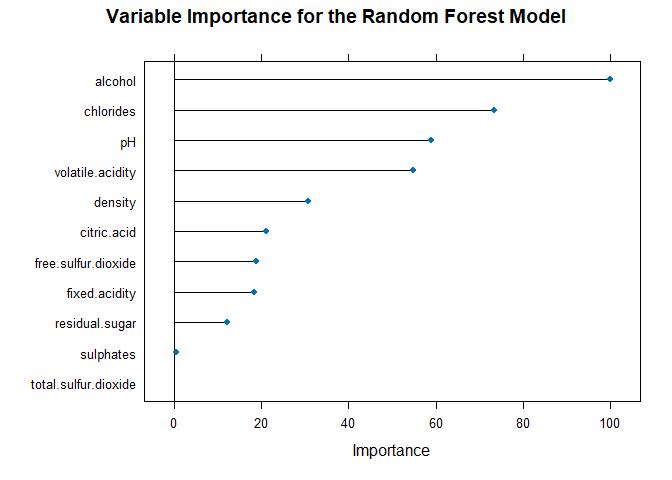 Variable Importance for the Random Forest Model
alcohol
chlorides
pH
volatile.acidity
density
citric.acid
free.sulfur.dioxide
fixed.acidity
residual.sugar
sulphates
total.sulfur.dioxide
0 20 40 60 80 100
Importance